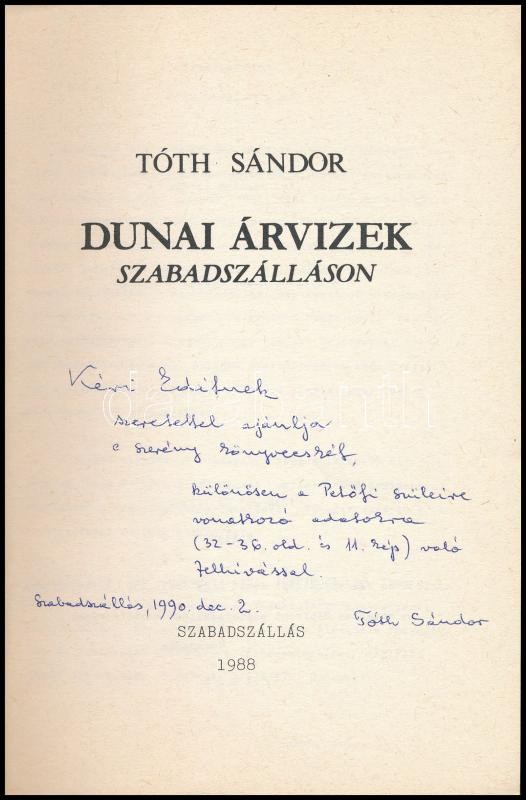 TÓTH SÁNDOR
DUNAI ÁRVIZEK
SZABADSZÁLLÁSON
Kéri Editnek
szeretettel ajánlja
e szerény könyvecskét,
különösen a Petőfi szüleire
vonatkozó adatokra
(32-36. old. és 11. kép) való
felhívással.
Szabadszállás, 1990. dec. 2.
Tóth Sándor
SZABADSZÁLLÁS
1988